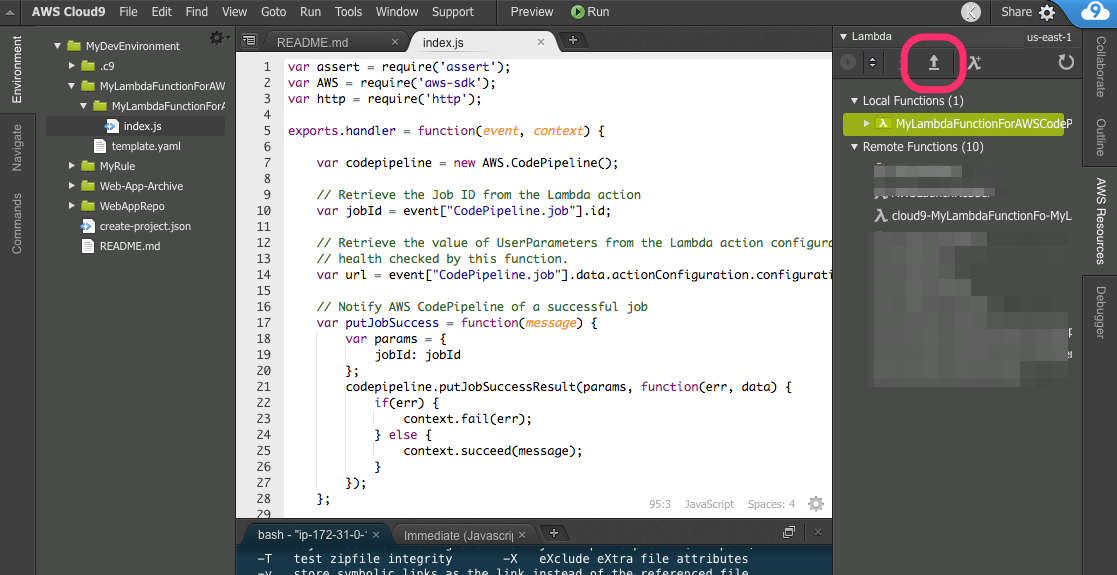 AWS Cloud9 File Edit Find View Goto Run Tools Window Support Preview Run K Share 9
Environment
Navigate
Commands
MyDevEnvironment
.c9
MyLambdaFunctionForAW
MyLambdaFunctionForA
index.js
template.yaml
MyRule
Web-App-Archive
WebAppRepo
create-project.json
README.md
README.md × index.js × +
1 var assert = require('assert');
2 var AWS = require('aws-sdk');
3 var http = require('http');
4
5 exports.handler = function(event, context) {
6
7 var codepipeline = new AWS.CodePipeline();
8
9 // Retrieve the Job ID from the Lambda action
10 var jobId = event["CodePipeline.job"].id;
11
12 // Retrieve the value of UserParameters from the Lambda action configura
13 // health checked by this function.
14 var url = event["CodePipeline.job"].data.actionConfiguration.configurati
15
16 // Notify AWS CodePipeline of a successful job
17 var putJobSuccess = function(message) {
18 var params = {
19 jobId: jobId
20 };
21 codepipeline.putJobSuccessResult(params, function(err, data) {
22 if(err) {
23 context.fail(err);
24 } else {
25 context.succeed(message);
26 }
27 });
28 };
29
95:3 JavaScript Spaces: 4
bash - "ip-172-31-0- × Immediate (Javascrip × +
-T test zipfile integrity -X eXclude eXtra file attributes
-y store symbolic links as the link instead of the referenced file
Lambda us-east-1
λ+
Local Functions (1)
λ MyLambdaFunctionForAWSCodeP
Remote Functions (10)
λ cloud9-MyLambdaFunctionFo-MyL
Collaborate
Outline
AWS Resources
Debugger